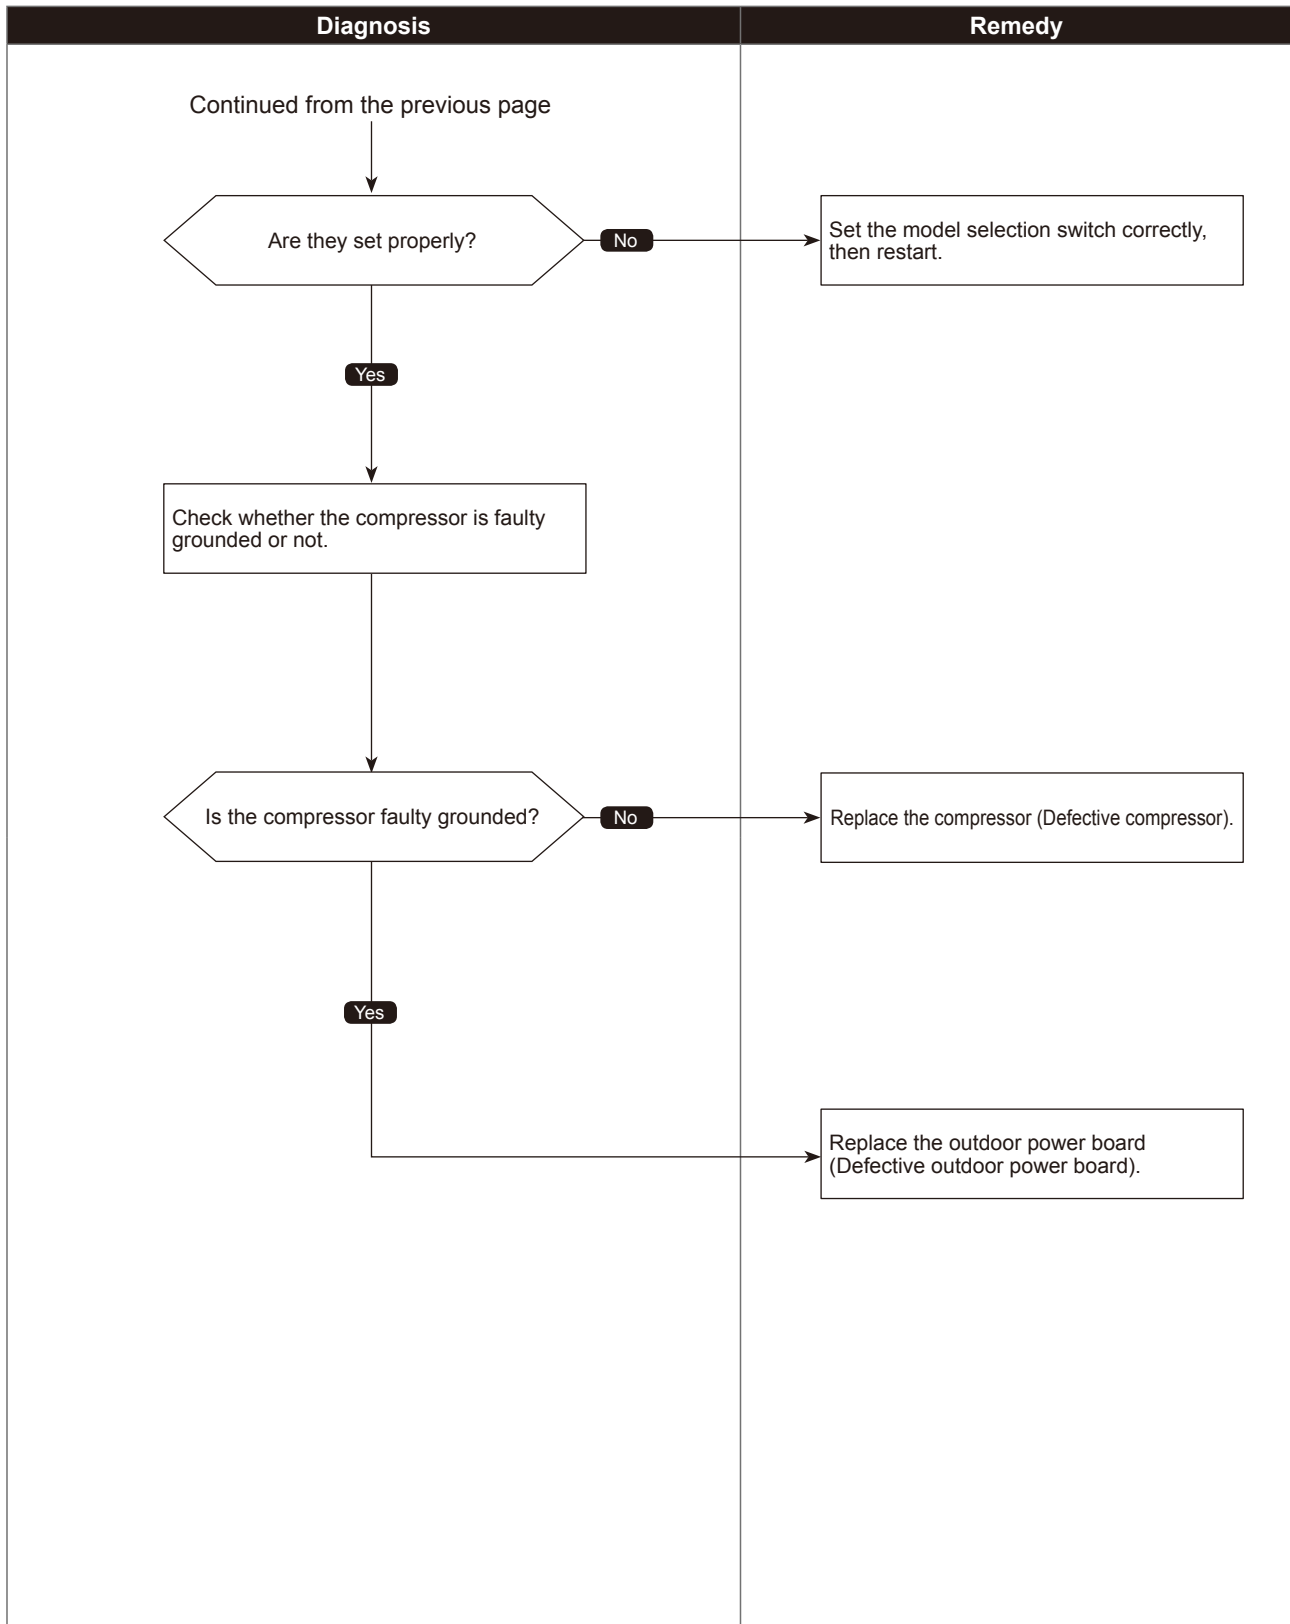 Diagnosis
Remedy
Continued from the previous page
Are they set properly?
No
Set the model selection switch correctly,
then restart.
Yes
Check whether the compressor is faulty
grounded or not.
Is the compressor faulty grounded?
No
Replace the compressor (Defective compressor).
Yes
Replace the outdoor power board
(Defective outdoor power board).